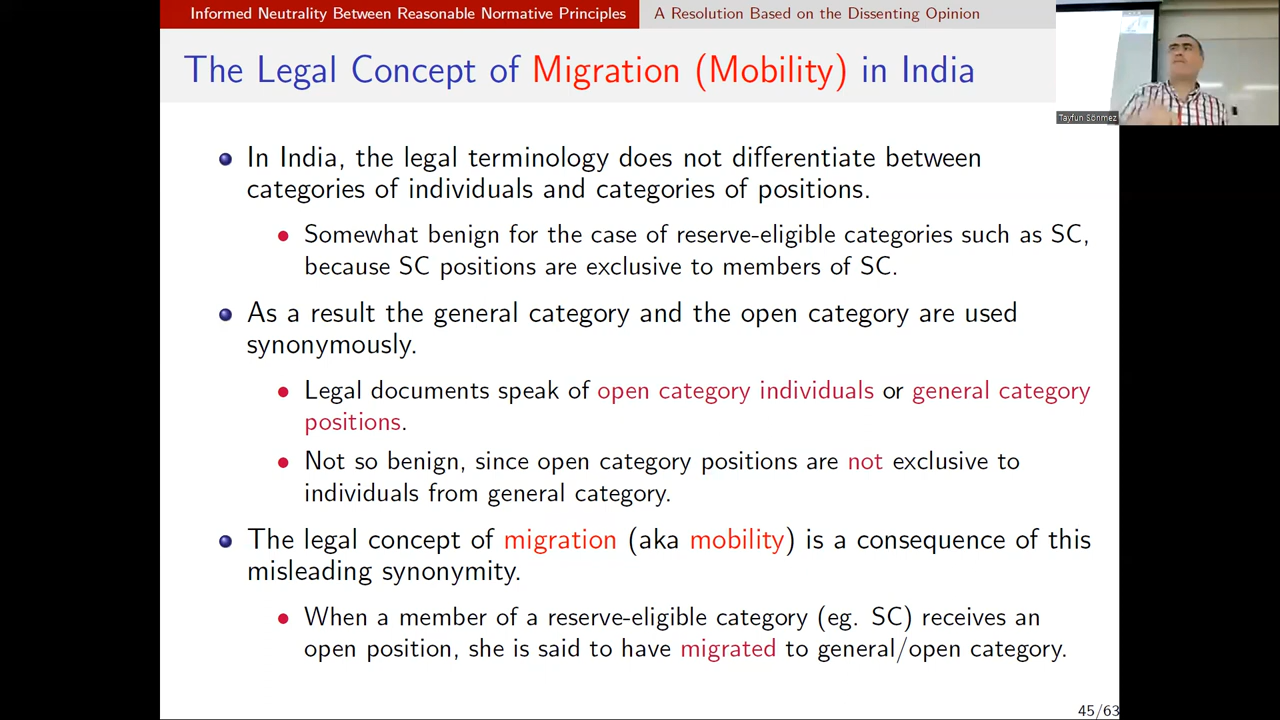 Informed Neutrality Between Reasonable Normative Principles
A Resolution Based on the Dissenting Opinion
The Legal Concept of Migration (Mobility) in India
Tayfun Sönmez
In India, the legal terminology does not differentiate between
categories of individuals and categories of positions.
Somewhat benign for the case of reserve-eligible categories such as SC,
because SC positions are exclusive to members of SC.
As a result the general category and the open category are used
synonymously.
Legal documents speak of open category individuals or general category
positions.
Not so benign, since open category positions are not exclusive to
individuals from general category.
The legal concept of migration (aka mobility) is a consequence of this
misleading synonymity.
When a member of a reserve-eligible category (eg. SC) receives an
open position, she is said to have migrated to general/open category.
45/63